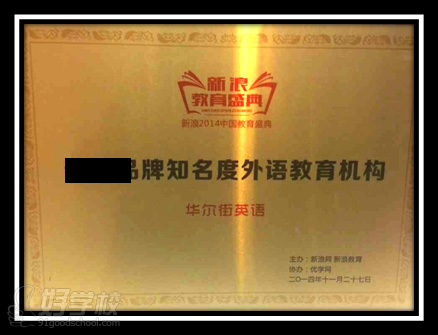 新浪
教育盛典
新浪2014中国教育盛典
品牌知名度外语教育机构
华尔街英语
主办：新浪网 新浪教育
协办：优学网
二〇一四年十一月二十七日
好学校
91goodschool.com